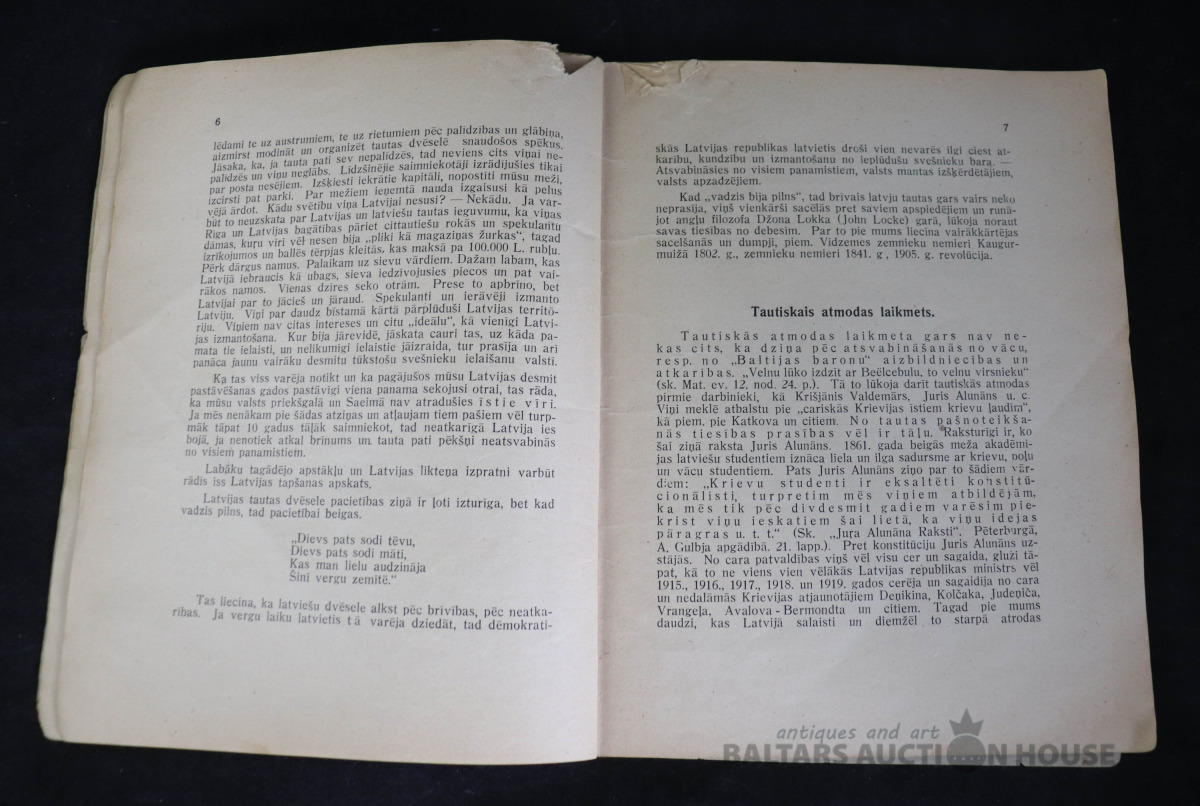 6
lēdami te uz austrumiem, te uz rietumiem pēc palīdzības un glābiņa,
aizmirst modināt un organizēt tautas dvēselē snaudošos spēkus.
Jāsaka, ka, ja tauta pati sev nepalīdzēs, tad neviens cits viņai ne-
palīdzēs un viņu neglābs. Līdzšinējie saimniekotāji izrādījušies tikai
par posta nesējiem. Izšķiesti iekrātie kapitāli, nopostīti mūsu meži,
izcirsti pat parki. Par mežiem ieņemtā nauda izgaisusi kā pelus
vējā ārdot. Kādu svētību viņa Latvijai nesusi? — Nekādu. Ja var-
būt to neuzskata par Latvijas un latviešu tautas ieguvumu, ka viņas
Rīga un Latvijas bagātības pāriet cittautiešu rokās un spekulantu
dāmas, kuŗu vīri vēl nesen bija „pliki kā magaziņas žurkas“, tagad
izrīkojumos un ballēs tērpjas kleitās, kas maksā pa 100.000 L. rubļu.
Pērk dārgus namus. Palaikam uz sievu vārdiem. Dažam labam, kas
Latvijā iebraucis kā ubags, sieva iedzīvojusies piecos un pat vai-
rākos namos. Vienas dzīres seko otrām. Prese to apbrīno, bet
Latvijai par to jācieš un jāraud. Spekulanti un ierāvēji izmanto
Latviju. Viņi par daudz bīstamā kārtā pārplūduši Latvijas territō-
riju. Viņiem nav citas intereses un citu „ideālu“, kā vienīgi Latvi-
jas izmantošana. Kur bija jārevidē, jāskata cauri tas, uz kāda pa-
mata tie ielaisti, un nelikumīgi ielaistie jāizraida, tur prasīja un arī
panāca jaunu vairāku desmitu tūkstošu svešnieku ielaišanu valstī.
Ka tas viss varēja notikt un ka pagājušos mūsu Latvijas desmit
pastāvēšanas gados pastāvīgi viena panama sekojusi otrai, tas rāda,
ka mūsu valsts priekšgalā un Saeimā nav atradušies īstie vīri.
Ja mēs nenākam pie šādas atziņas un atļaujam tiem pašiem vēl turp-
māk tāpat 10 gadus tāļāk saimniekot, tad neatkarīgā Latvija ies
bojā, ja nenotiek atkal brīnums un tauta pati pēkšņi neatsvabinās
no visiem panamistiem.
Labāku tagādējo apstākļu un Latvijas likteņa izpratni varbūt
rādīs īss Latvijas tapšanas apskats.
Latvijas tautas dvēsele pacietības ziņā ir ļoti izturīga, bet kad
vadzis pilns, tad pacietībai beigas.
„Dievs pats sodi tēvu,
Dievs pats sodi māti,
Kas man lielu audzināja
Šinī vergu zemītē.“
Tas liecina, ka latviešu dvēsele alkst pēc brīvības, pēc neatka-
rības. Ja vergu laiku latvietis tā varēja dziedāt, tad dēmokrati-
7
skās Latvijas republikas latvietis droši vien nevarēs ilgi ciest at-
karību, kundzību un izmantošanu no ieplūdušu svešnieku bara. —
Atsvabināsies no visiem panamistiem, valsts mantas izšķērdētājiem,
valsts apzadzējiem.
Kad „vadzis bija pilns“, tad brīvais latvju tautas gars vairs neko
neprasīja, viņš vienkārši sacēlās pret saviem apspiedējiem un runā-
jot angļu filozofa Džona Lokka (John Locke) garā, lūkoja noraut
savas tiesības no debesīm. Par to pie mums liecina vairākkārtējas
sacelšanās un dumpji, piem. Vidzemes zemnieku nemieri Kaugur-
muižā 1802. g., zemnieku nemieri 1841. g , 1905. g. revolūcija.
Tautiskais atmodas laikmets.
Tautiskās atmodas laikmeta gars nav ne-
kas cits, ka dziņa pēc atsvabināšanās no vācu,
resp. no „Baltijas baronu“ aizbildniecības un
atkarības. „Velnu lūko izdzīt ar Beēlcebulu, to velnu virsnieku“
(sk. Mat. ev. 12, nod. 24. p.). Tā to lūkoja darīt tautiskās atmodas
pirmie darbinieki, kā Krišjānis Valdemārs, Juris Alunāns u. c.
Viņi meklē atbalstu pie „cariskās Krievijas īstiem krievu ļaudīm“,
kā piem. pie Katkova un citiem. No tautas pašnoteikša-
nās tiesības prasības vēl ir tāļu. Raksturīgi ir, ko
šai ziņā raksta Juris Alunāns. 1861. gada beigās meža akadēmi-
jas latviešu studentiem iznāca liela un ilga sadursme ar krievu, poļu
un vācu studentiem. Pats Juris Alunāns ziņo par to šādiem vār-
diem: „Krievu studenti ir eksaltēti konstitū-
cionālisti, turpretim mēs viņiem atbildējām,
ka mēs tik pēc divdesmit gadiem varēsim pie-
krist viņu ieskatiem šai lietā, ka viņu idejas
pāragras u. t. t.“ (Sk. „Juŗa Alunāna Raksti“, Pēterburgā,
A. Gulbja apgādībā. 21. lapp.). Pret konstitūciju Juris Alunāns uz-
stājās. No cara patvaldības viņš vēl visu cer un sagaida, gluži tā-
pat, kā to ne viens vien vēlākās Latvijas republikas ministrs vēl
1915., 1916., 1917., 1918. un 1919. gados cerēja un sagaidīja no cara
un nedalāmās Krievijas atjaunotājiem Deņikina, Kolčaka, Judeņiča,
Vrangeļa, Avalova - Bermondta un citiem. Tagad pie mums
daudzi, kas Latvijā salaisti un diemžēl to starpā atrodas
antiques and art
BALTARS AUCTION HOUSE